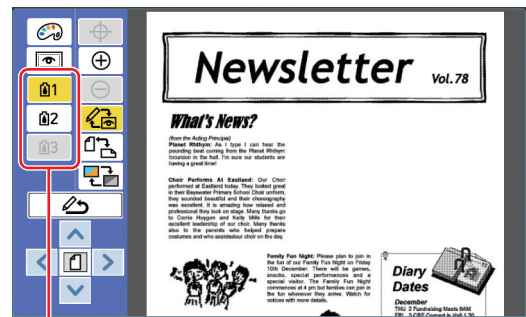 1
2
3
Newsletter Vol. 78
What's News?
(from the Acting Principal)
Planet Rhthym: As I type I can hear the
pounding beat coming from the Planet Rhthym
incursion in the hall. I'm sure our students are
having a great time!
Choir Performs At Eastland: Our Choir
performed at Eastland today. They looked great
in their Bayswater Primary School Choir uniform,
they sounded beautiful and their choreography
was excellent. It is amazing how relaxed and
professional they look on stage. Many thanks go
to Corrie Heygen and Kelly Mills for their
excellent leadership of our choir. Many thanks
also to the parents who helped prepare
costumes and who assistedour choir on the day.
Family Fun Night: Please plan to join in
the fun of our Family Fun Night on Friday
10th December. There will be games,
snacks, special performances and a
special visitor. The Family Fun Night
commences at 4 pm but families can join in
the fun whenever they arrive. Watch for
notices with more details.
Diary
Dates
December
THU 2 Fundraising Meets 9AM